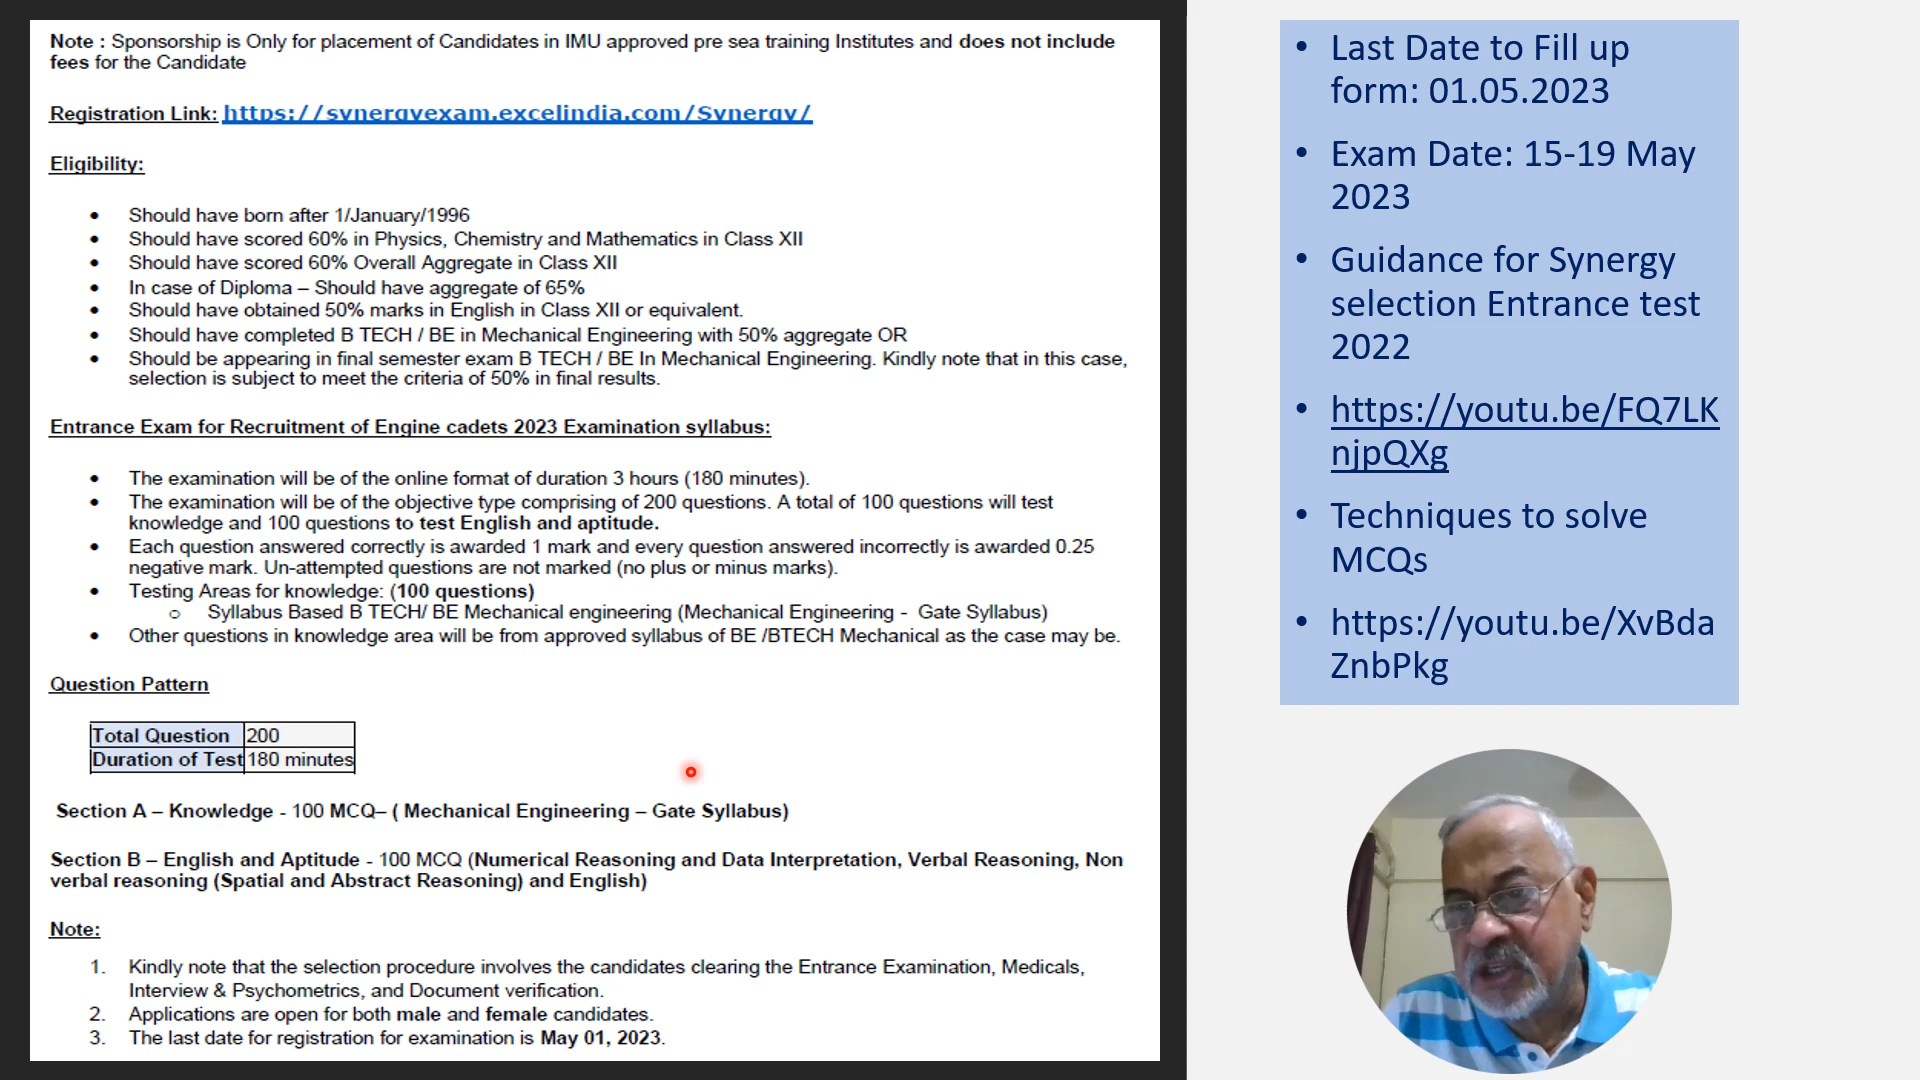 Note : Sponsorship is Only for placement of Candidates in IMU approved pre sea training Institutes and does not include
fees for the Candidate
Registration Link: https://synergyexam.excelindia.com/Synergy/
Eligibility:
• Should have born after 1/January/1996
• Should have scored 60% in Physics, Chemistry and Mathematics in Class XII
• Should have scored 60% Overall Aggregate in Class XII
• In case of Diploma – Should have aggregate of 65%
• Should have obtained 50% marks in English in Class XII or equivalent.
• Should have completed B TECH / BE in Mechanical Engineering with 50% aggregate OR
• Should be appearing in final semester exam B TECH / BE In Mechanical Engineering. Kindly note that in this case,
selection is subject to meet the criteria of 50% in final results.
Entrance Exam for Recruitment of Engine cadets 2023 Examination syllabus:
• The examination will be of the online format of duration 3 hours (180 minutes).
• The examination will be of the objective type comprising of 200 questions. A total of 100 questions will test
knowledge and 100 questions to test English and aptitude.
• Each question answered correctly is awarded 1 mark and every question answered incorrectly is awarded 0.25
negative mark. Un-attempted questions are not marked (no plus or minus marks).
• Testing Areas for knowledge: (100 questions)
o Syllabus Based B TECH/ BE Mechanical engineering (Mechanical Engineering - Gate Syllabus)
• Other questions in knowledge area will be from approved syllabus of BE /BTECH Mechanical as the case may be.
Question Pattern
Total Question 200
Duration of Test 180 minutes
Section A – Knowledge - 100 MCQ– ( Mechanical Engineering – Gate Syllabus)
Section B – English and Aptitude - 100 MCQ (Numerical Reasoning and Data Interpretation, Verbal Reasoning, Non
verbal reasoning (Spatial and Abstract Reasoning) and English)
Note:
1. Kindly note that the selection procedure involves the candidates clearing the Entrance Examination, Medicals,
Interview & Psychometrics, and Document verification.
2. Applications are open for both male and female candidates.
3. The last date for registration for examination is May 01, 2023.
• Last Date to Fill up
form: 01.05.2023
• Exam Date: 15-19 May
2023
• Guidance for Synergy
selection Entrance test
2022
• https://youtu.be/FQ7LK
njpQXg
• Techniques to solve
MCQs
• https://youtu.be/XvBda
ZnbPkg